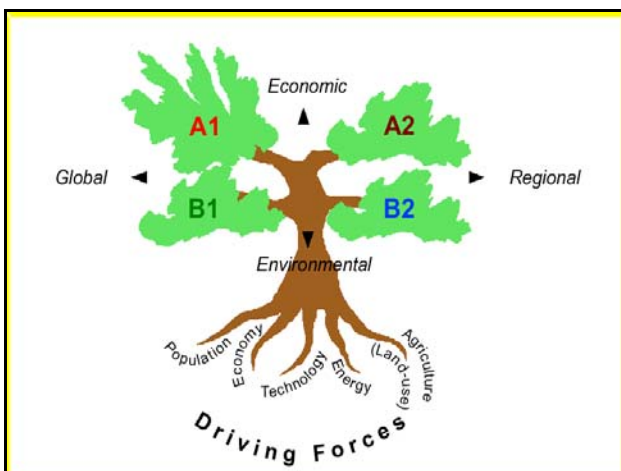 Economic
A1
A2
Global
Regional
B1
B2
Environmental
Population
Economy
Technology
Energy
Agriculture
(Land-use)
Driving Forces